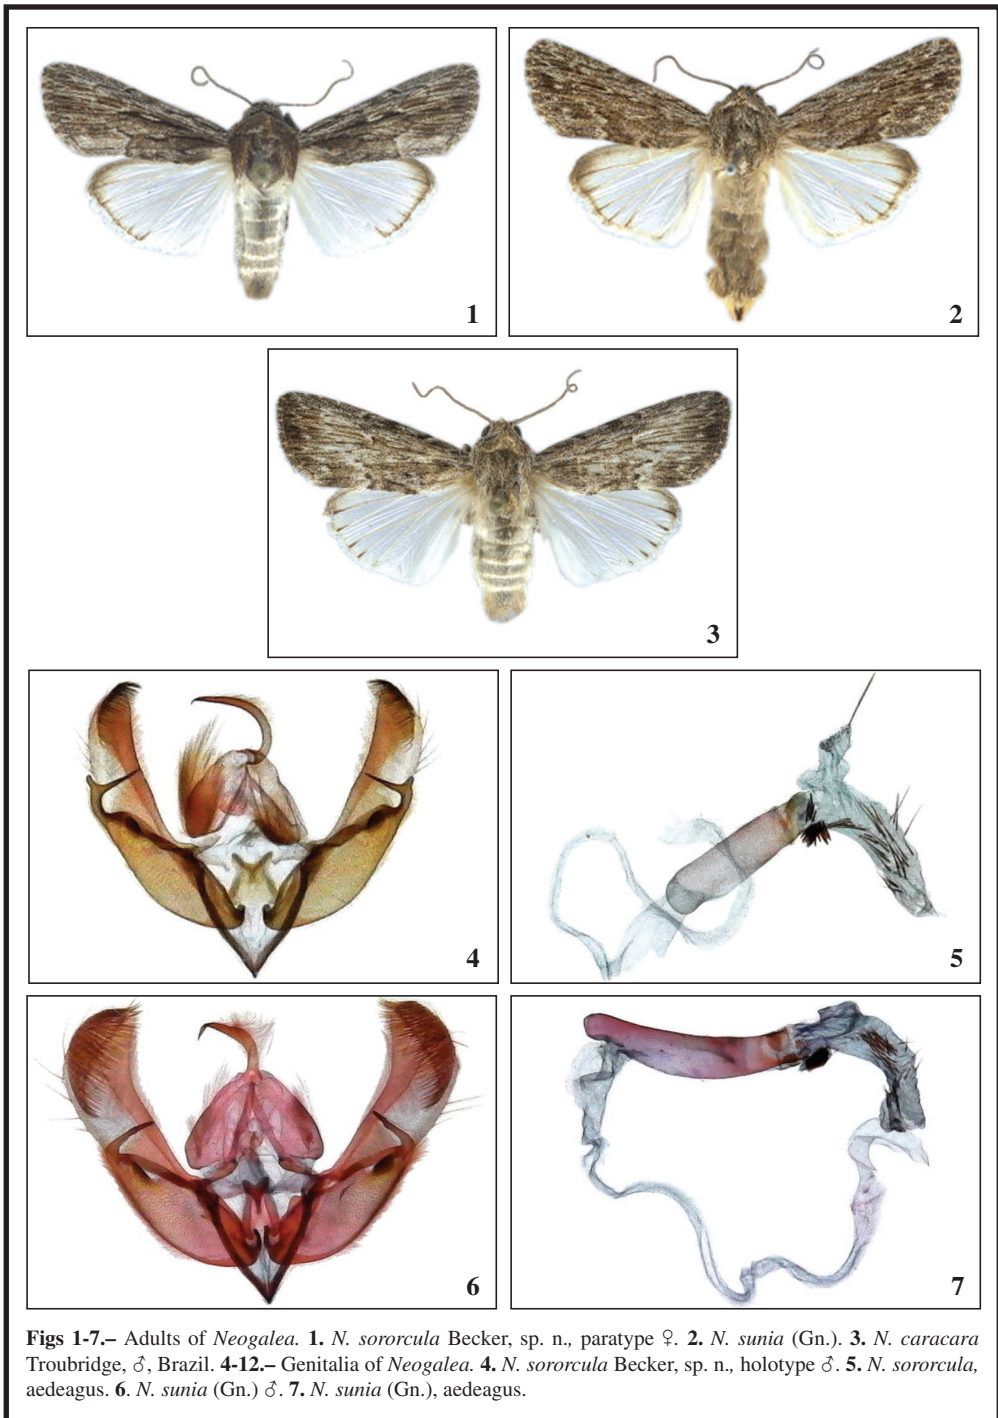 1
2
3
4
5
6
7
Figs 1-7.– Adults of Neogalea. 1. N. sororcula Becker, sp. n., paratype ♀. 2. N. sunia (Gn.). 3. N. caracara
Troubridge, ♂, Brazil. 4-12.– Genitalia of Neogalea. 4. N. sororcula Becker, sp. n., holotype ♂. 5. N. sororcula,
aedeagus. 6. N. sunia (Gn.) ♂. 7. N. sunia (Gn.), aedeagus.